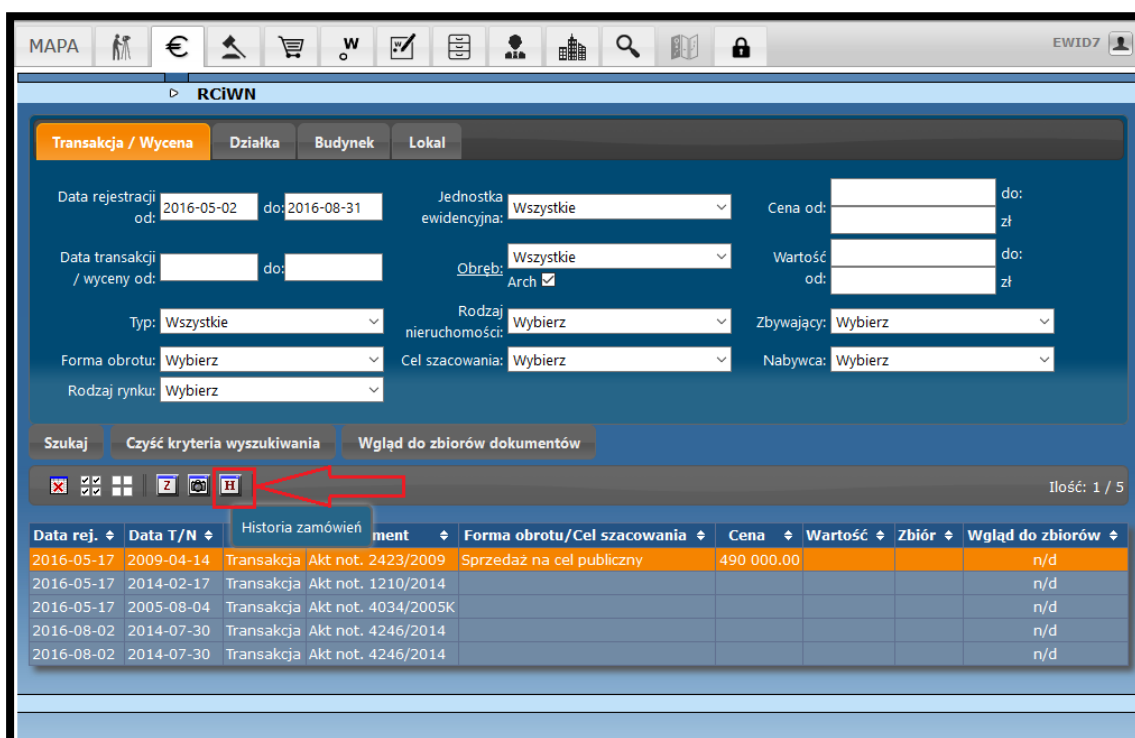 MAPA € W W EWID7
RCiWN
Transakcja / Wycena Działka Budynek Lokal
Data rejestracji od: 2016-05-02 do: 2016-08-31 Jednostka ewidencyjna: Wszystkie Cena od: do: zł
Data transakcji / wyceny od: do: Obręb: Wszystkie Arch Wartość od: do: zł
Typ: Wszystkie Rodzaj nieruchomości: Wybierz Zbywający: Wybierz
Forma obrotu: Wybierz Cel szacowania: Wybierz Nabywca: Wybierz
Rodzaj rynku: Wybierz
Szukaj Czyść kryteria wyszukiwania Wgląd do zbiorów dokumentów
Z H Ilość: 1 / 5
Historia zamówień
Data rej. Data T/N ment Forma obrotu/Cel szacowania Cena Wartość Zbiór Wgląd do zbiorów
2016-05-17 2009-04-14 Transakcja Akt not. 2423/2009 Sprzedaż na cel publiczny 490 000.00 n/d
2016-05-17 2014-02-17 Transakcja Akt not. 1210/2014 n/d
2016-05-17 2005-08-04 Transakcja Akt not. 4034/2005K n/d
2016-08-02 2014-07-30 Transakcja Akt not. 4246/2014 n/d
2016-08-02 2014-07-30 Transakcja Akt not. 4246/2014 n/d